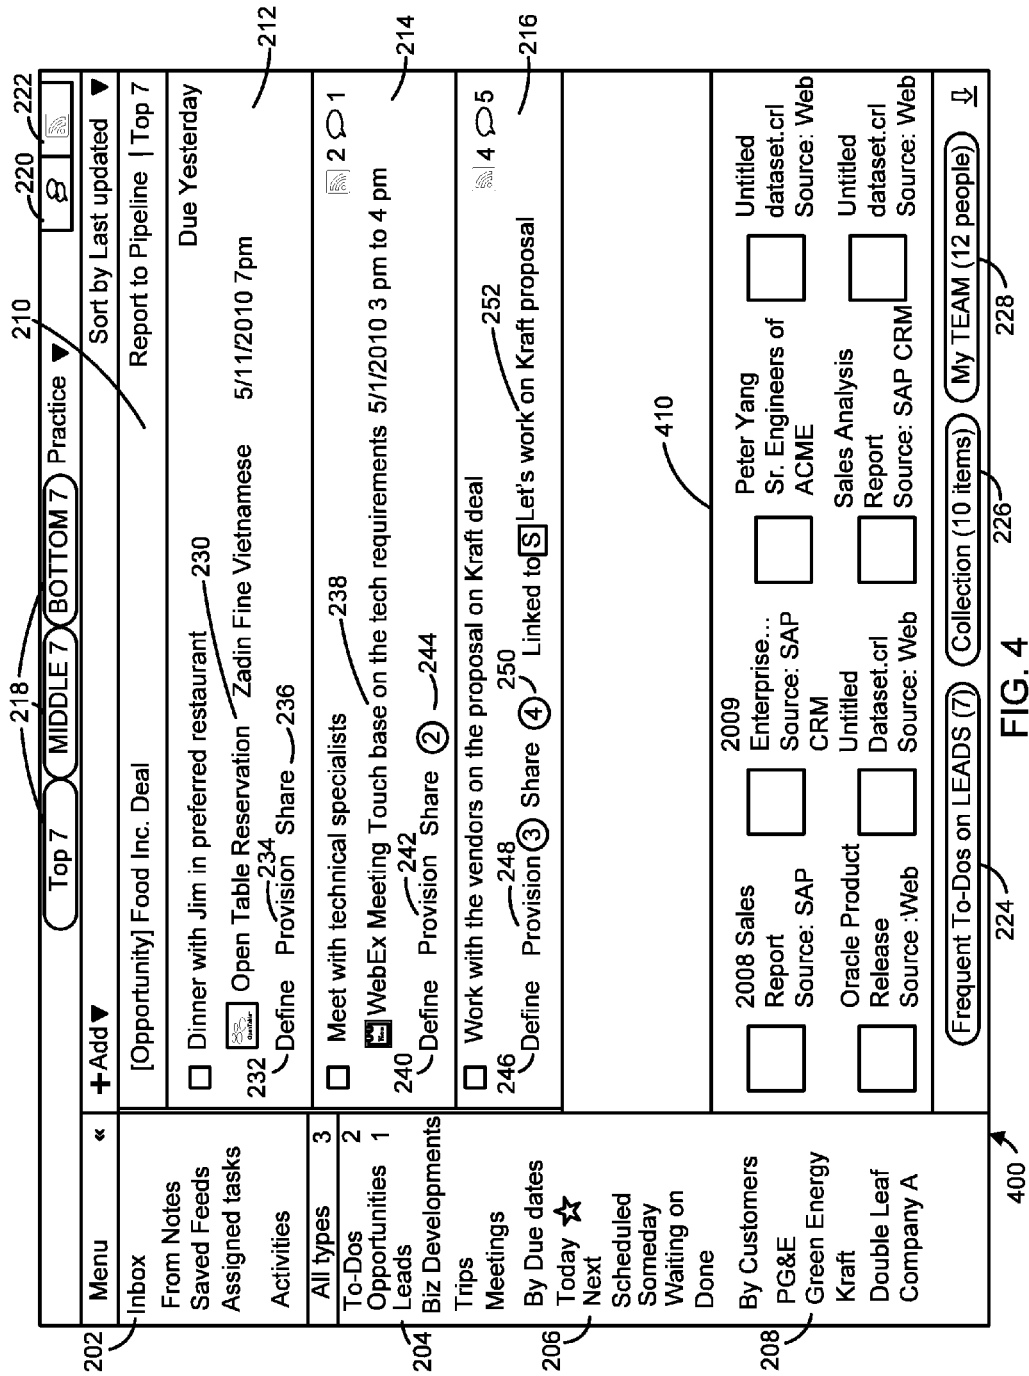 218
210
220
222
Top 7
MIDDLE 7
BOTTOM 7
Practice
Menu «
+Add
Sort by Last updated
202
Inbox
From Notes
Saved Feeds
Assigned tasks
Activities
All types 3
To-Dos 2
Opportunities 1
204
Leads
Biz Developments
Trips
Meetings
By Due dates
Today
206
Next
Scheduled
Someday
Waiting on
Done
By Customers
PG&E
208
Green Energy
Kraft
Double Leaf
Company A
[Opportunity] Food Inc. Deal
Report to Pipeline | Top 7
Dinner with Jim in preferred restaurant
230
Due Yesterday
212
Open Table Reservation Zadin Fine Vietnamese 5/11/2010 7pm
232
234
236
Define Provision Share
Meet with technical specialists
238
2 1
214
WebEx Meeting Touch base on the tech requirements 5/1/2010 3 pm to 4 pm
240
242
244
Define Provision Share 2
Work with the vendors on the proposal on Kraft deal
252
4 5
216
246
248
250
Define Provision 3 Share 4 Linked to S Let's work on Kraft proposal
410
2008 Sales
Report
Source: SAP
2009
Enterprise...
Source: SAP
CRM
Peter Yang
Sr. Engineers of
ACME
Untitled
dataset.crl
Source: Web
Oracle Product
Release
Source :Web
Untitled
Dataset.crl
Source: Web
Sales Analysis
Report
Source: SAP CRM
Untitled
dataset.crl
Source: Web
Frequent To-Dos on LEADS (7)
Collection (10 items)
My TEAM (12 people)
400
224
226
228
FIG. 4